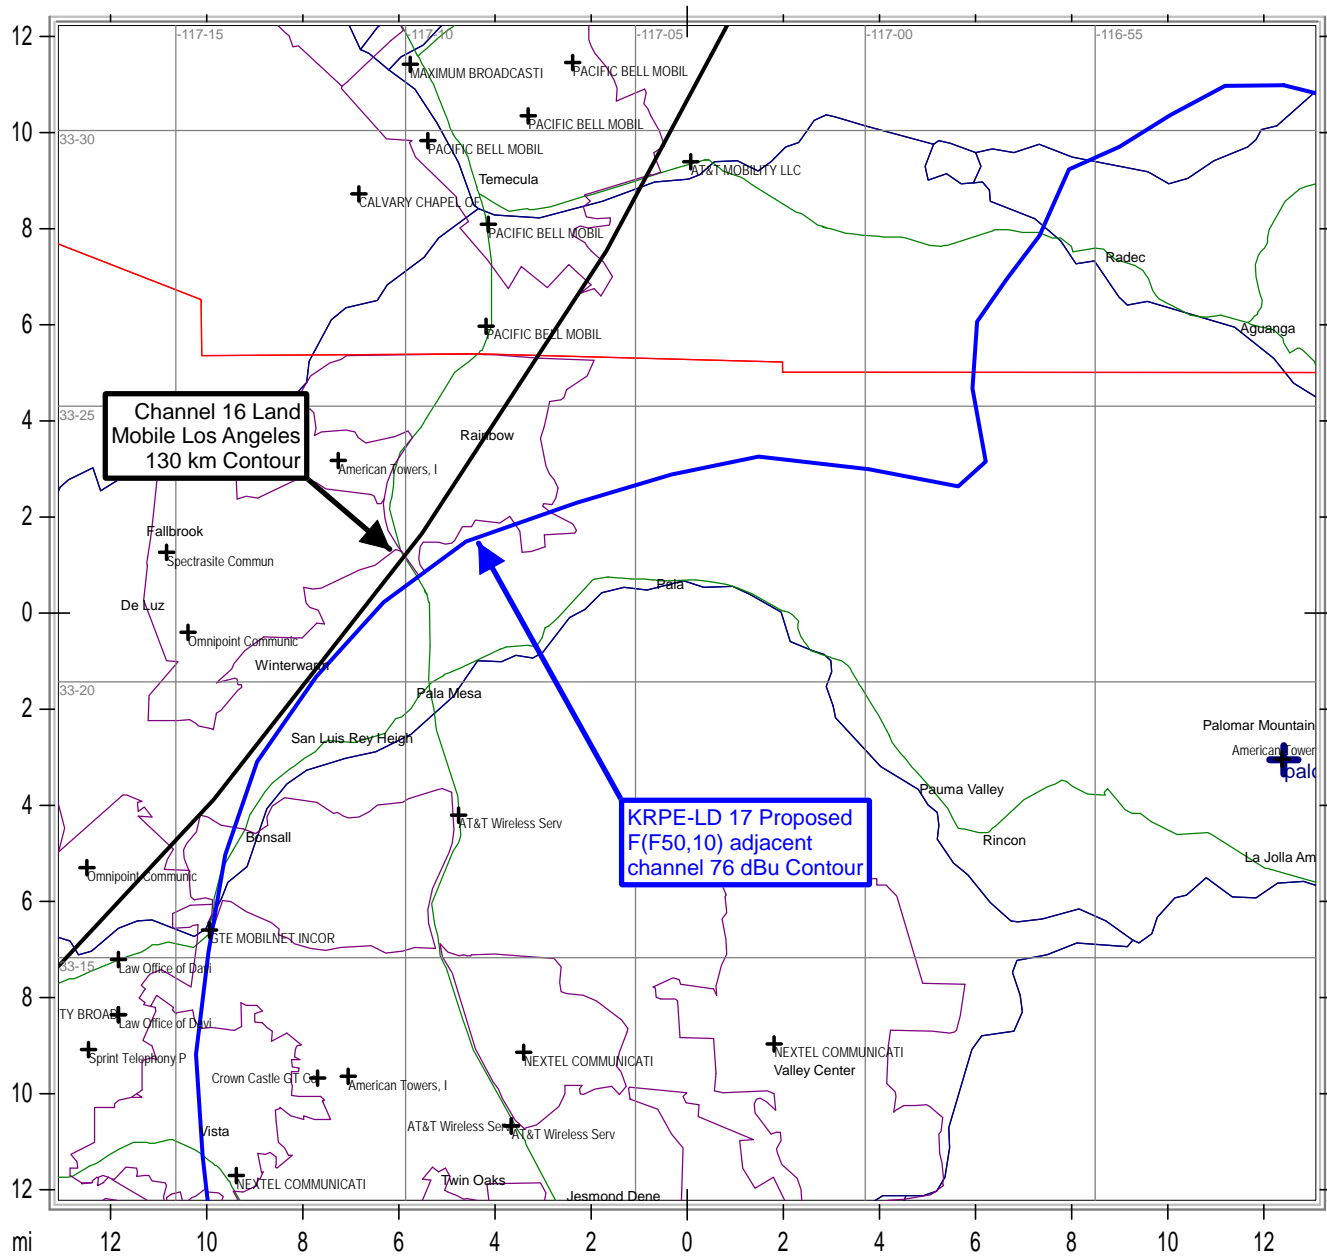 12
-117-15
-117-10
-117-05
-117-00
-116-55
MAXIMUM BROADCASTI
PACIFIC BELL MOBIL
PACIFIC BELL MOBIL
10
33-30
PACIFIC BELL MOBIL
AT&T MOBILITY LLC
Temecula
CALVARY CHAPEL OF
8
PACIFIC BELL MOBIL
Radec
6
PACIFIC BELL MOBIL
Aguanga
4
33-25
Channel 16 Land
Mobile Los Angeles
130 km Contour
Rainbow
American Towers, I
2
Fallbrook
Spectrasite Commun
Pala
De Luz
0
Omnipoint Communic
Winterwarm
33-20
Pala Mesa
2
Palomar Mountain
San Luis Rey Heigh
American Tower
palo
4
Pauma Valley
KRPE-LD 17 Proposed
F(F50,10) adjacent
channel 76 dBu Contour
AT&T Wireless Serv
Bonsall
Rincon
La Jolla Am
Omnipoint Communic
6
GTE MOBILNET INCOR
33-15
Law Office of Davi
8
TY BROAD
Law Office of Davi
Sprint Telephony P
NEXTEL COMMUNICATI
NEXTEL COMMUNICATI
Valley Center
Crown Castle GT Co
American Towers, I
10
AT&T Wireless Serv
AT&T Wireless Serv
Vista
NEXTEL COMMUNICATI
Twin Oaks
12
Jesmond Dene
mi
12
10
8
6
4
2
0
2
4
6
8
10
12